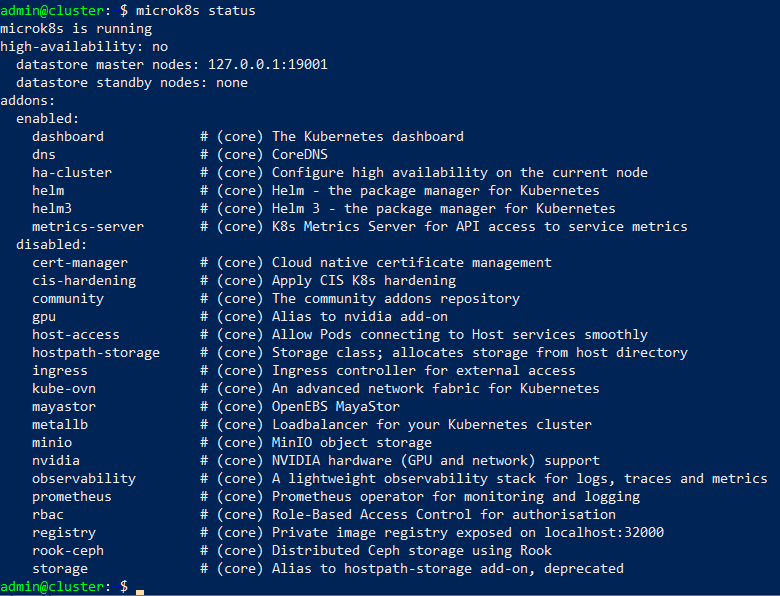 admin@cluster: $ microk8s status
microk8s is running
high-availability: no
  datastore master nodes: 127.0.0.1:19001
  datastore standby nodes: none
addons:
  enabled:
    dashboard            # (core) The Kubernetes dashboard
    dns                  # (core) CoreDNS
    ha-cluster           # (core) Configure high availability on the current node
    helm                 # (core) Helm - the package manager for Kubernetes
    helm3                # (core) Helm 3 - the package manager for Kubernetes
    metrics-server       # (core) K8s Metrics Server for API access to service metrics
  disabled:
    cert-manager         # (core) Cloud native certificate management
    cis-hardening        # (core) Apply CIS K8s hardening
    community            # (core) The community addons repository
    gpu                  # (core) Alias to nvidia add-on
    host-access          # (core) Allow Pods connecting to Host services smoothly
    hostpath-storage     # (core) Storage class; allocates storage from host directory
    ingress              # (core) Ingress controller for external access
    kube-ovn             # (core) An advanced network fabric for Kubernetes
    mayastor             # (core) OpenEBS MayaStor
    metallb              # (core) Loadbalancer for your Kubernetes cluster
    minio                # (core) MinIO object storage
    nvidia               # (core) NVIDIA hardware (GPU and network) support
    observability        # (core) A lightweight observability stack for logs, traces and metrics
    prometheus           # (core) Prometheus operator for monitoring and logging
    rbac                 # (core) Role-Based Access Control for authorisation
    registry             # (core) Private image registry exposed on localhost:32000
    rook-ceph            # (core) Distributed Ceph storage using Rook
    storage              # (core) Alias to hostpath-storage add-on, deprecated
admin@cluster: $